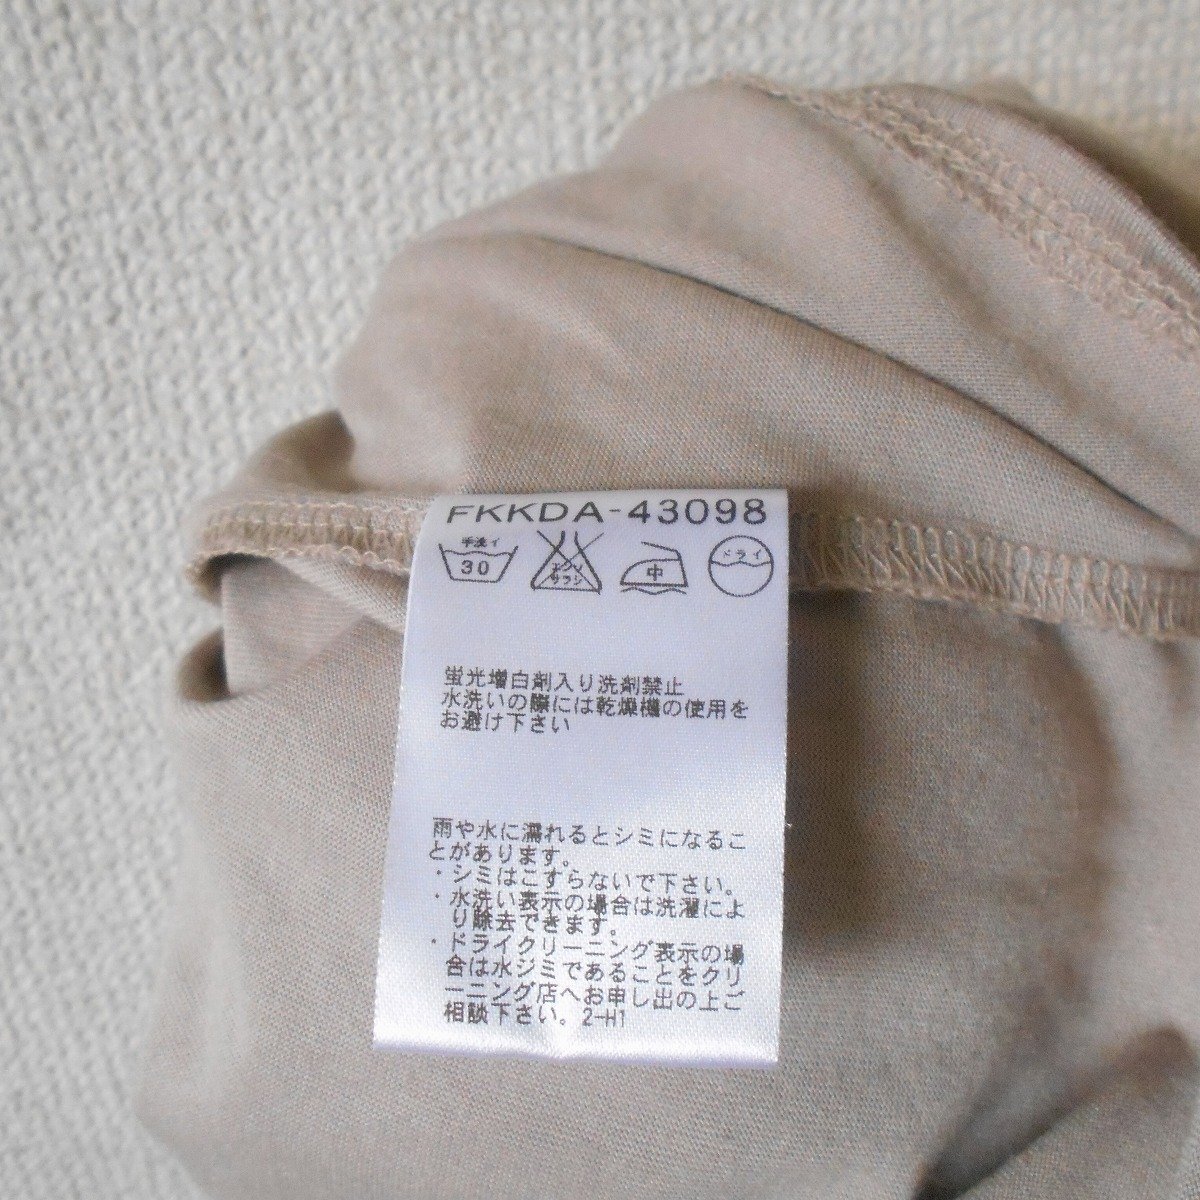 FKKDA-43098
手洗イ
30
エンソ
サラシ
中
ドライ
蛍光増白剤入り洗剤禁止
水洗いの際には乾燥機の使用を
お避け下さい
雨や水に濡れるとシミになるこ
とがあります。
・シミはこすらないで下さい。
・水洗い表示の場合は洗濯によ
り除去できます。
・ドライクリーニング表示の場
合は水ジミであることをクリ
ーニング店へお申し出の上ご
相談下さい。2-H1